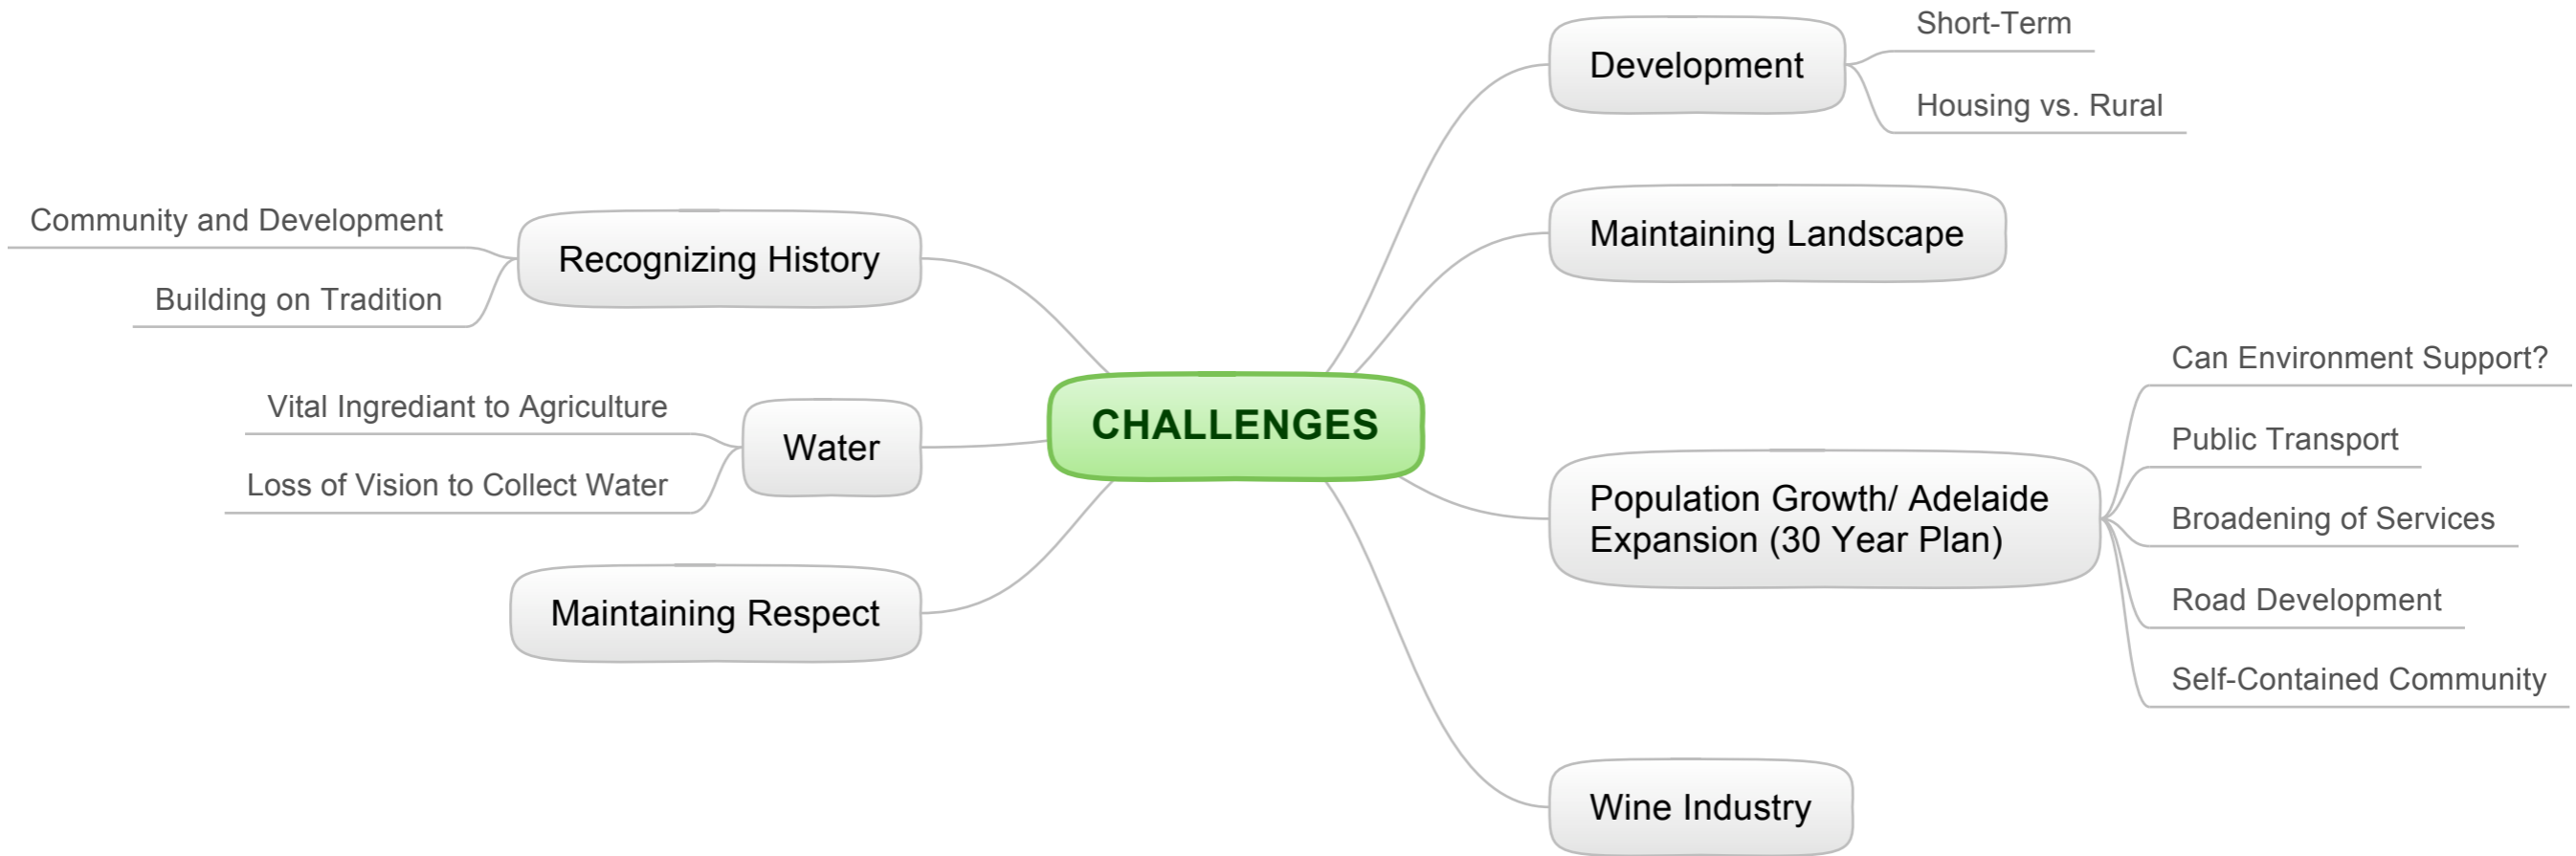 CHALLENGES
Development
Short-Term
Housing vs. Rural
Maintaining Landscape
Population Growth/ Adelaide
Expansion (30 Year Plan)
Can Environment Support?
Public Transport
Broadening of Services
Road Development
Self-Contained Community
Wine Industry
Recognizing History
Community and Development
Building on Tradition
Water
Vital Ingrediant to Agriculture
Loss of Vision to Collect Water
Maintaining Respect